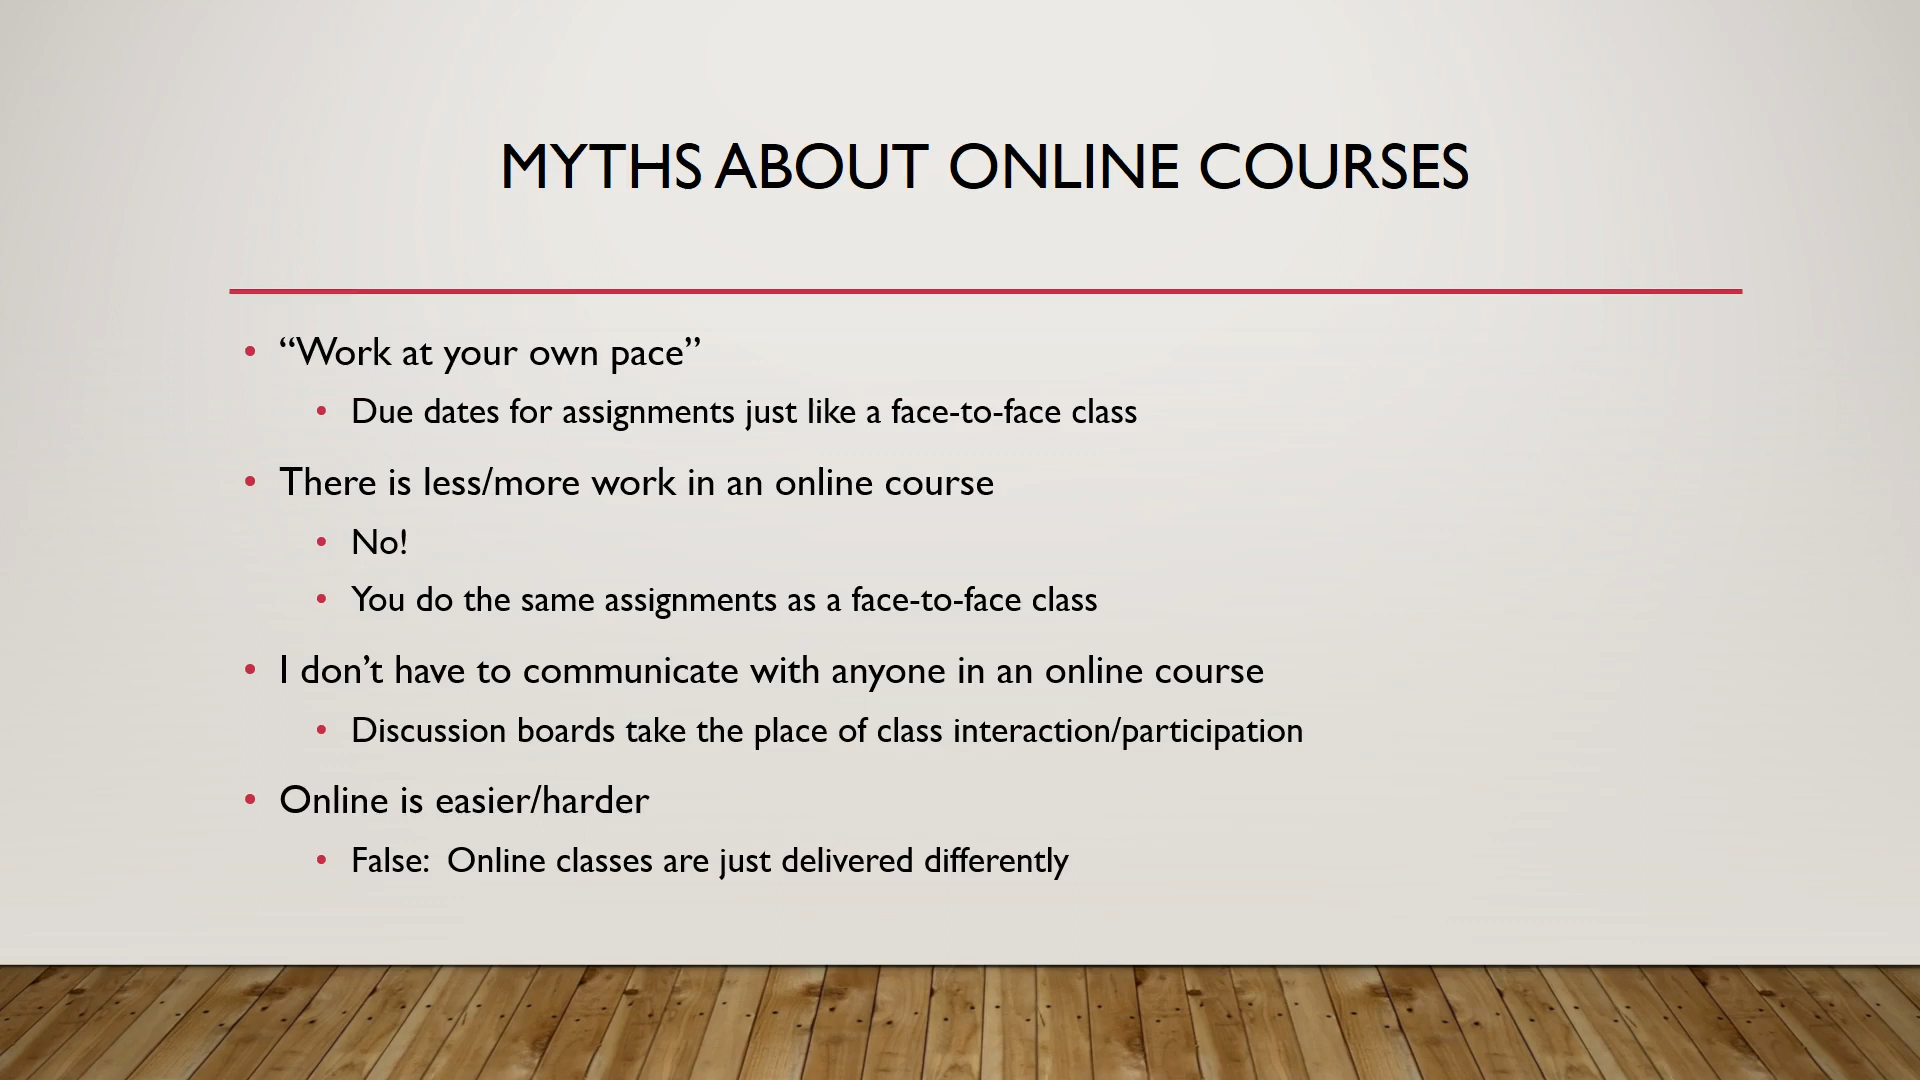 MYTHS ABOUT ONLINE COURSES
• “Work at your own pace”
• Due dates for assignments just like a face-to-face class
• There is less/more work in an online course
• No!
• You do the same assignments as a face-to-face class
• I don’t have to communicate with anyone in an online course
• Discussion boards take the place of class interaction/participation
• Online is easier/harder
• False:  Online classes are just delivered differently